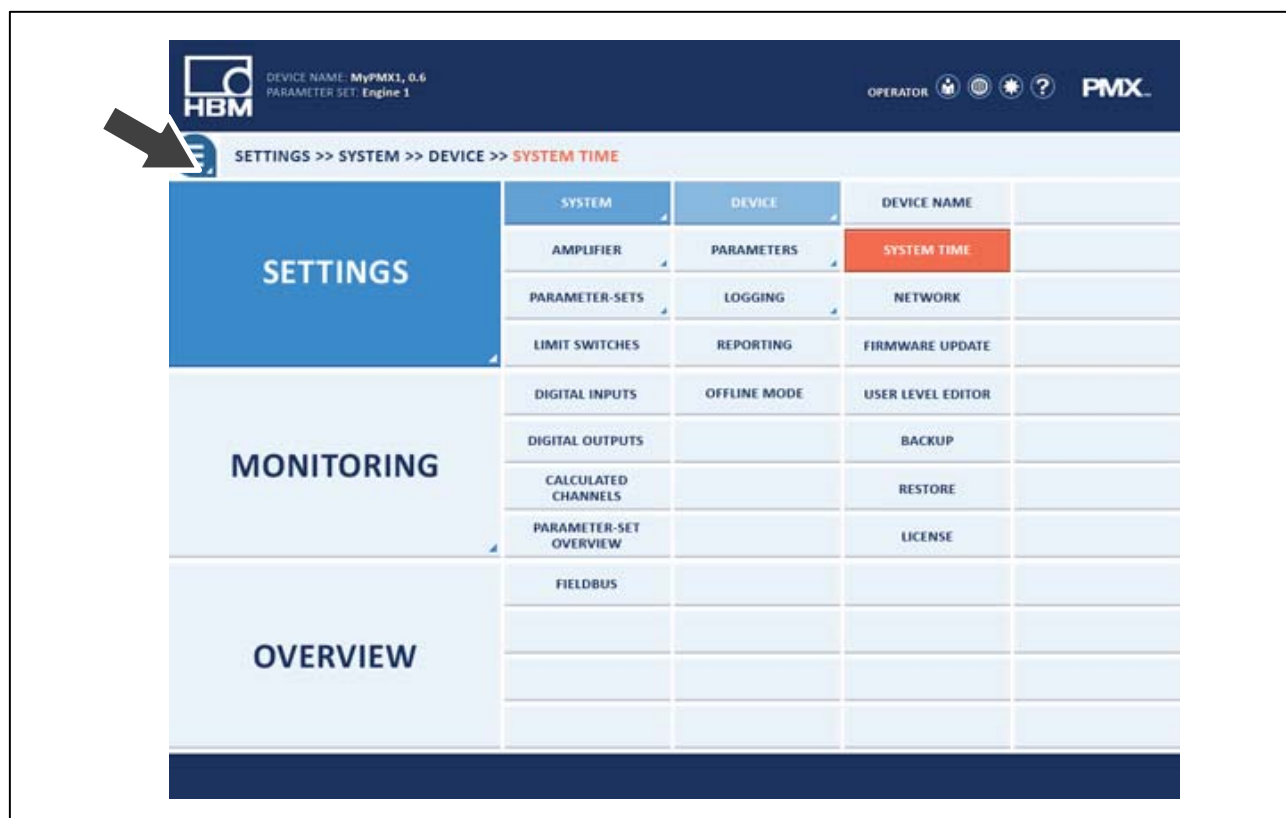 HBM
DEVICE NAME: MyPMX1, 0.6
PARAMETER SET: Engine 1
OPERATOR
?
PMX
SETTINGS >> SYSTEM >> DEVICE >> SYSTEM TIME
SETTINGS
MONITORING
OVERVIEW
SYSTEM
AMPLIFIER
PARAMETER-SETS
LIMIT SWITCHES
DIGITAL INPUTS
DIGITAL OUTPUTS
CALCULATED
CHANNELS
PARAMETER-SET
OVERVIEW
FIELDBUS
DEVICE
PARAMETERS
LOGGING
REPORTING
OFFLINE MODE
DEVICE NAME
SYSTEM TIME
NETWORK
FIRMWARE UPDATE
USER LEVEL EDITOR
BACKUP
RESTORE
LICENSE